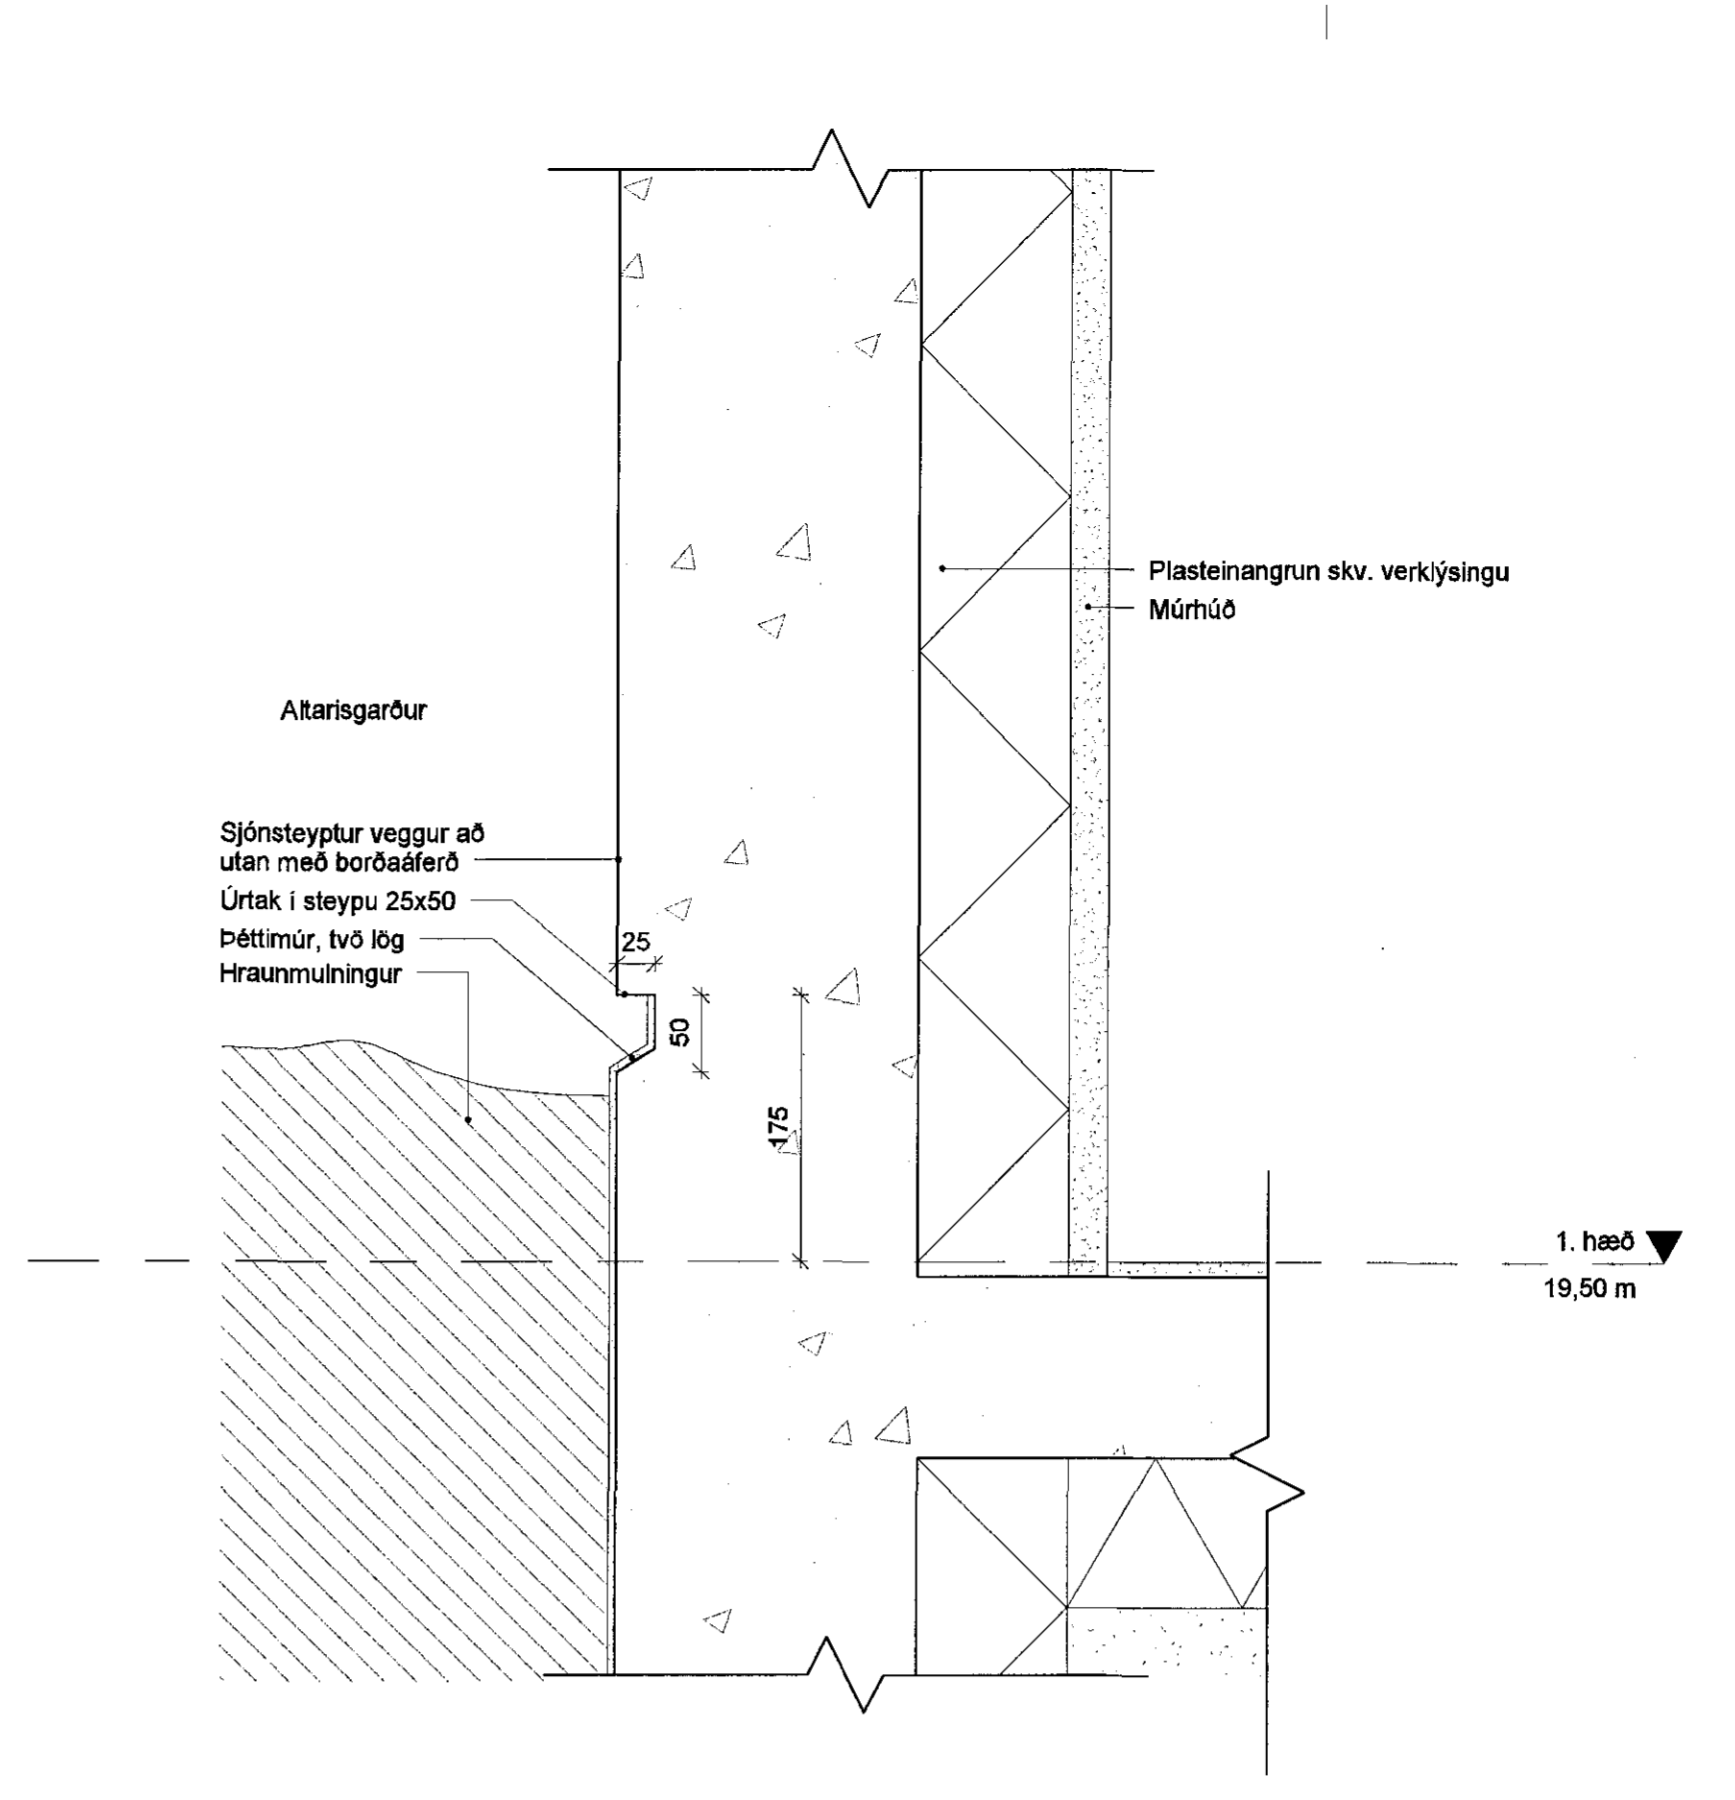 Plasteinangrun skv. verklýsingu
Múrhúð
Altarisgarður
Sjónsteyptur veggur að
utan með borðaáferð
Úrtak í steypu 25x50
Þéttimúr, tvö lög
Hraunmulningur
25
50
175
1. hæð
19,50 m